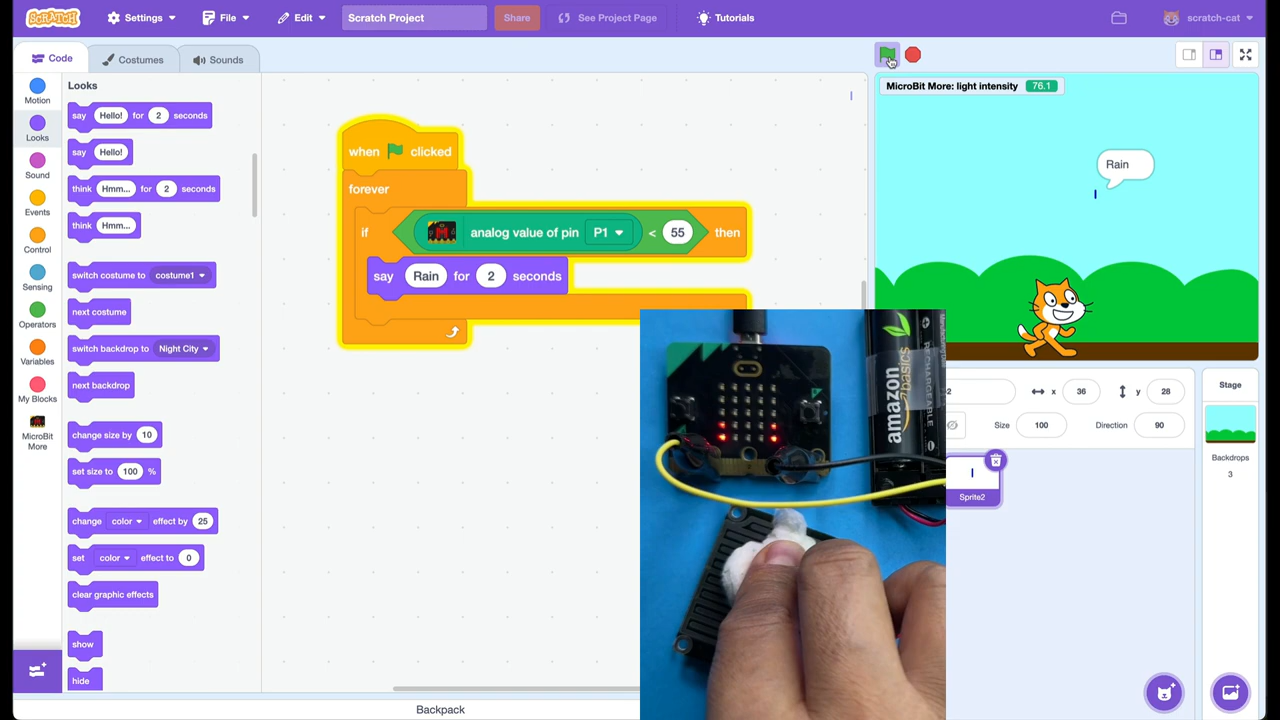 SCRATCH
Settings
File
Edit
Scratch Project
Share
See Project Page
Tutorials
scratch-cat
Code
Costumes
Sounds
Motion
Looks
Sound
Events
Control
Sensing
Operators
Variables
My Blocks
MicroBit
More
Looks
say Hello! for 2 seconds
say Hello!
think Hmm... for 2 seconds
think Hmm...
switch costume to costume1
next costume
switch backdrop to Night City
next backdrop
change size by 10
set size to 100 %
change color effect by 25
set color effect to 0
clear graphic effects
show
hide
when clicked
forever
if analog value of pin P1 < 55 then
say Rain for 2 seconds
MicroBit More: light intensity 76.1
Rain
amazon
basics
RECHARGEABLE
x 36
y 28
Size 100
Direction 90
Sprite2
Stage
Backdrops
3
Backpack